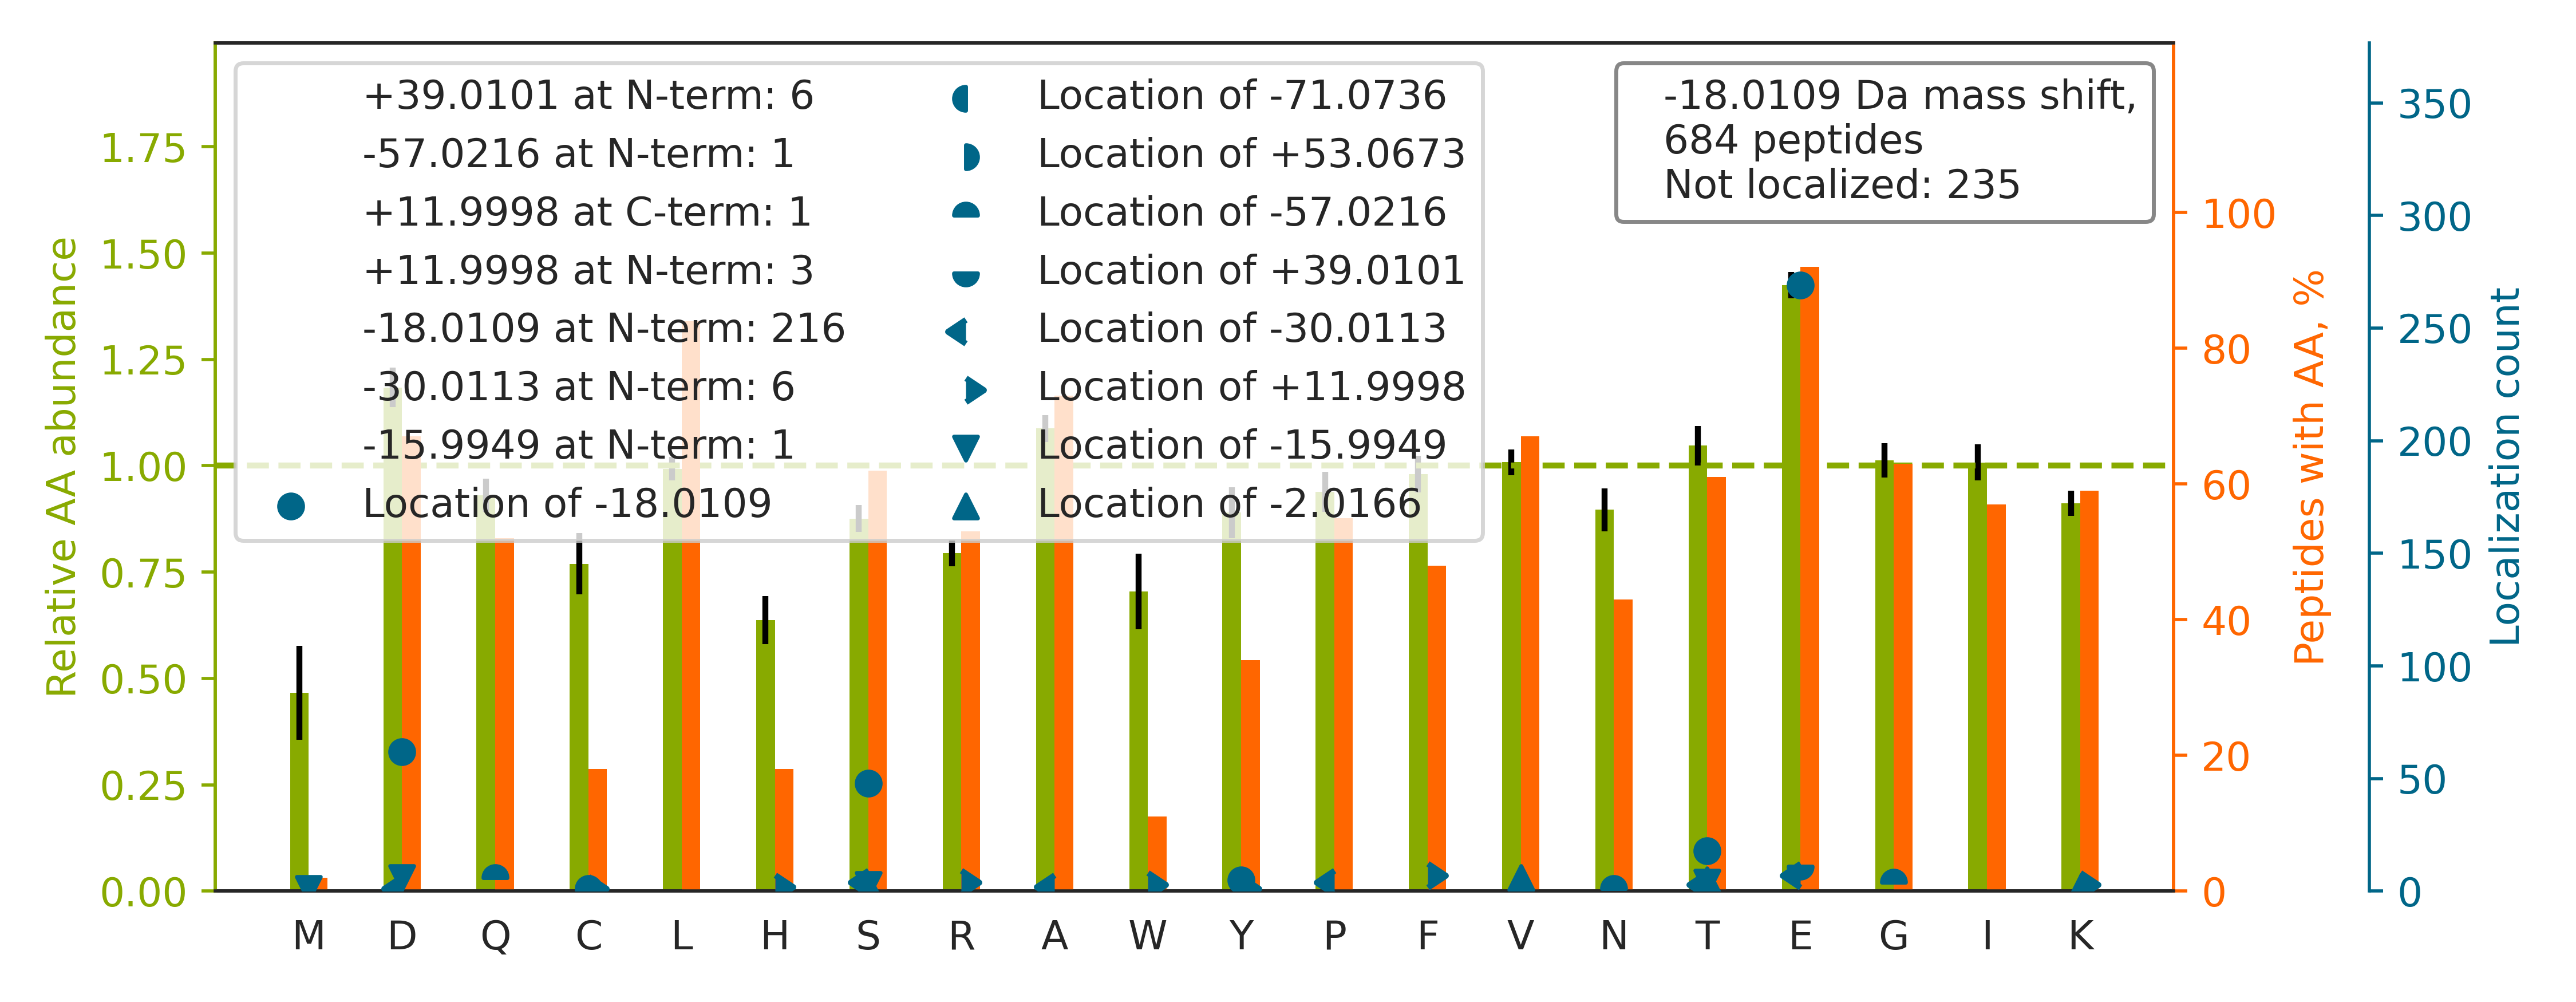 +39.0101 at N-term: 6
-57.0216 at N-term: 1
+11.9998 at C-term: 1
+11.9998 at N-term: 3
-18.0109 at N-term: 216
-30.0113 at N-term: 6
-15.9949 at N-term: 1
Location of -18.0109
Location of -71.0736
Location of +53.0673
Location of -57.0216
Location of +39.0101
Location of -30.0113
Location of +11.9998
Location of -15.9949
Location of -2.0166
-18.0109 Da mass shift,
684 peptides
Not localized: 235
Relative AA abundance
1.75
1.50
1.25
1.00
0.75
0.50
0.25
0.00
M D Q C L H S R A W Y P F V N T E G I K
100
80
60
40
20
0
Peptides with AA, %
350
300
250
200
150
100
50
0
Localization count